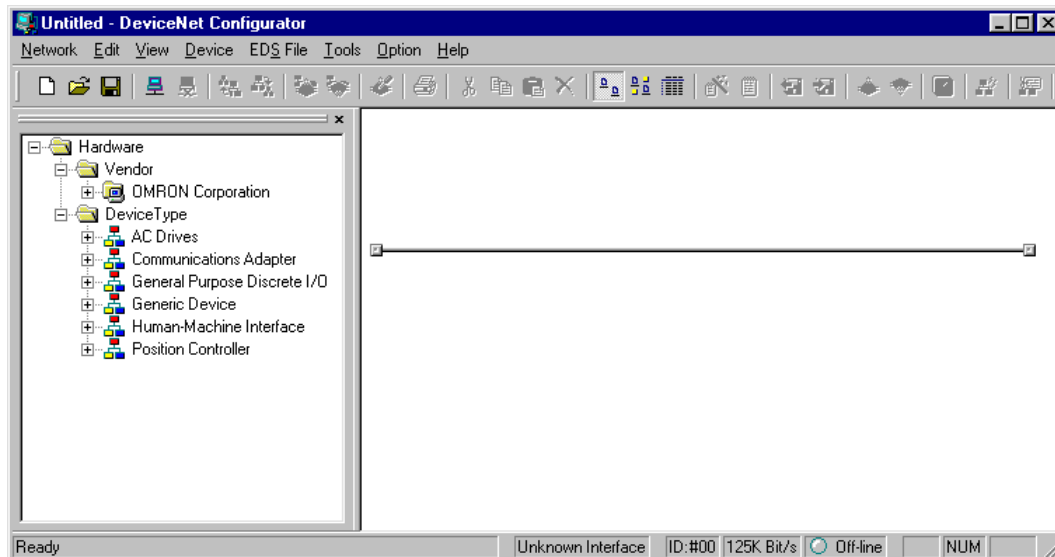 Untitled - DeviceNet Configurator
Network Edit View Device EDS File Tools Option Help
Hardware
Vendor
OMRON Corporation
DeviceType
AC Drives
Communications Adapter
General Purpose Discrete I/O
Generic Device
Human-Machine Interface
Position Controller
Ready Unknown Interface ID:#00 125K Bit/s Off-line NUM